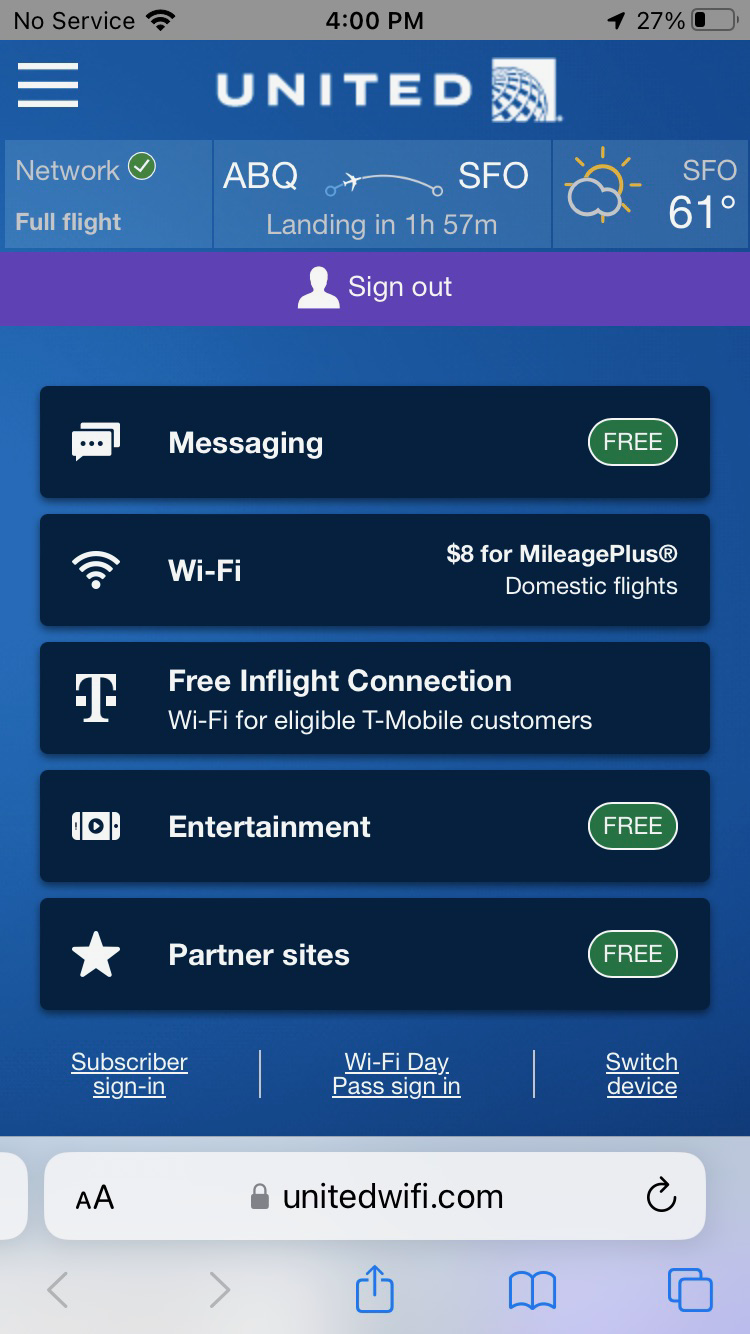 No Service 4:00 PM 27%
UNITED
Network ABQ SFO SFO
Full flight Landing in 1h 57m 61°
Sign out
Messaging FREE
Wi-Fi $8 for MileagePlus®
Domestic flights
Free Inflight Connection
Wi-Fi for eligible T-Mobile customers
Entertainment FREE
Partner sites FREE
Subscriber Wi-Fi Day Switch
sign-in Pass sign in device
AA unitedwifi.com